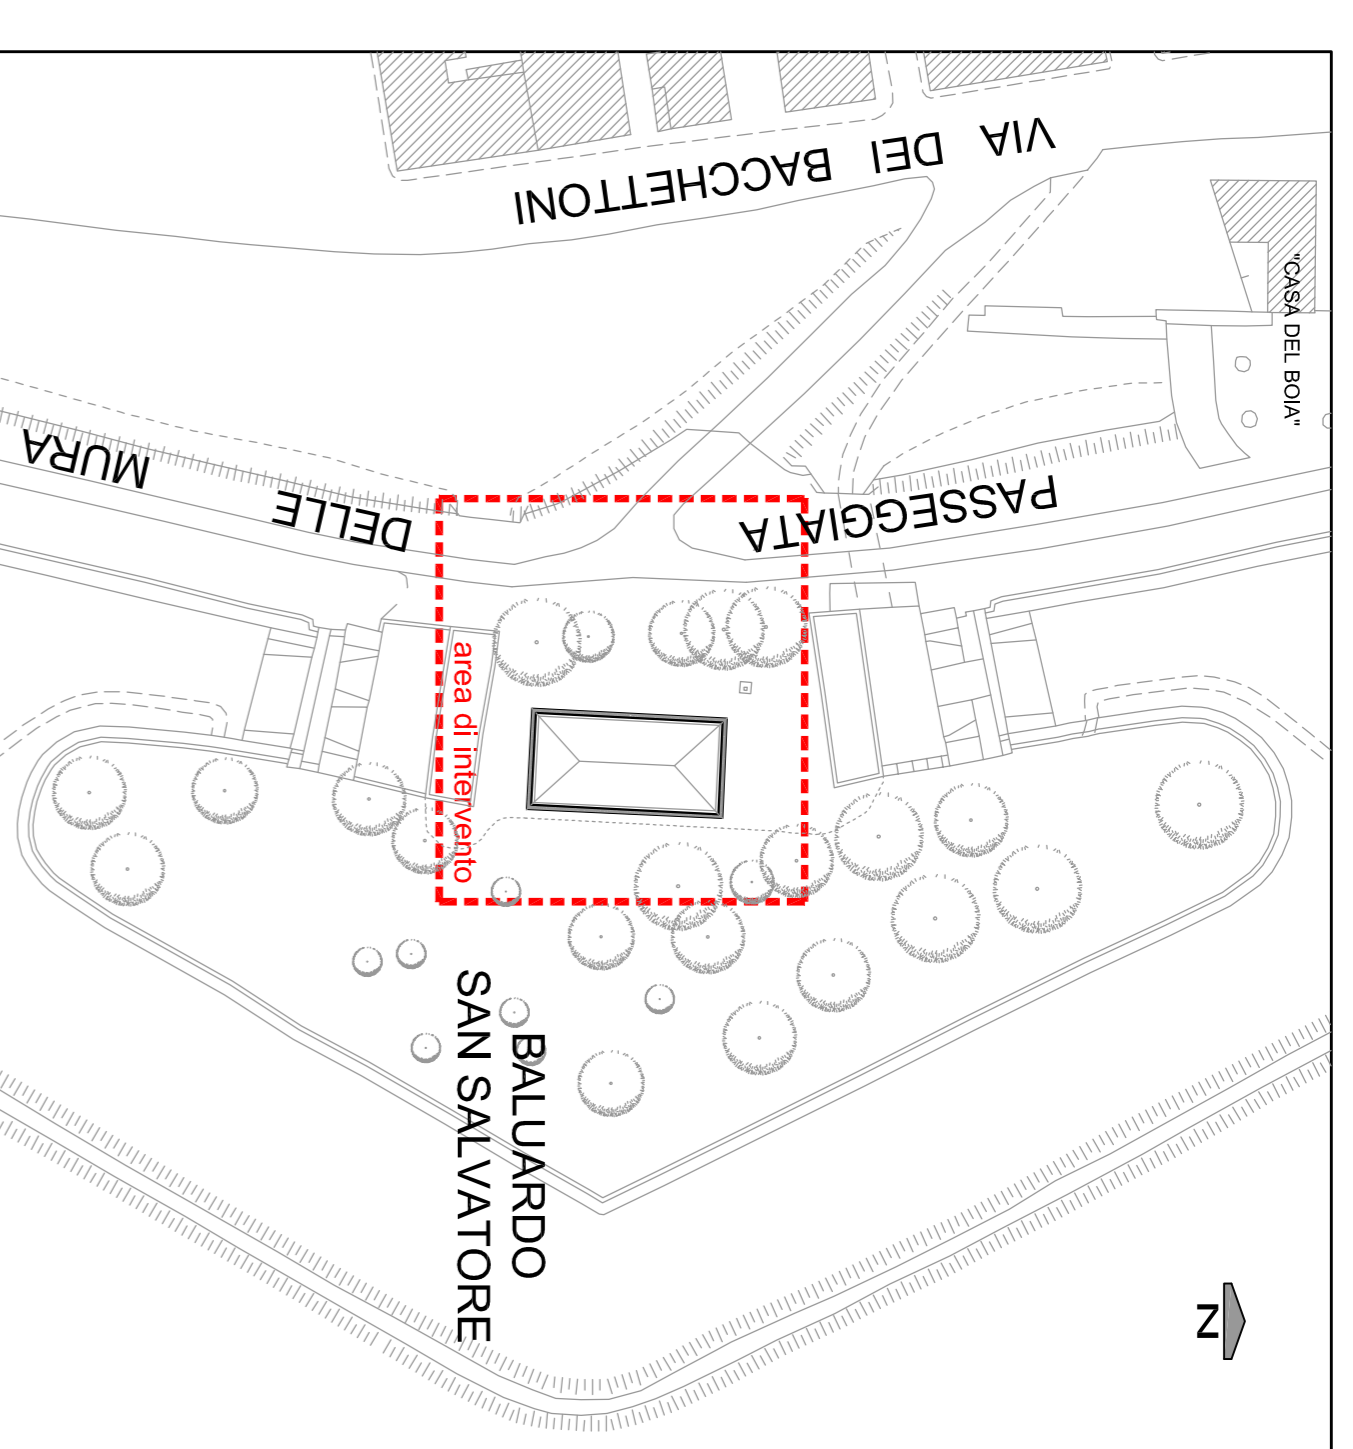 VIA DEI BACCHETTONI
"CASA DEL BOIA"
PASSEGGIATA DELLE MURA
area di intervento
BALUARDO
SAN SALVATORE
N